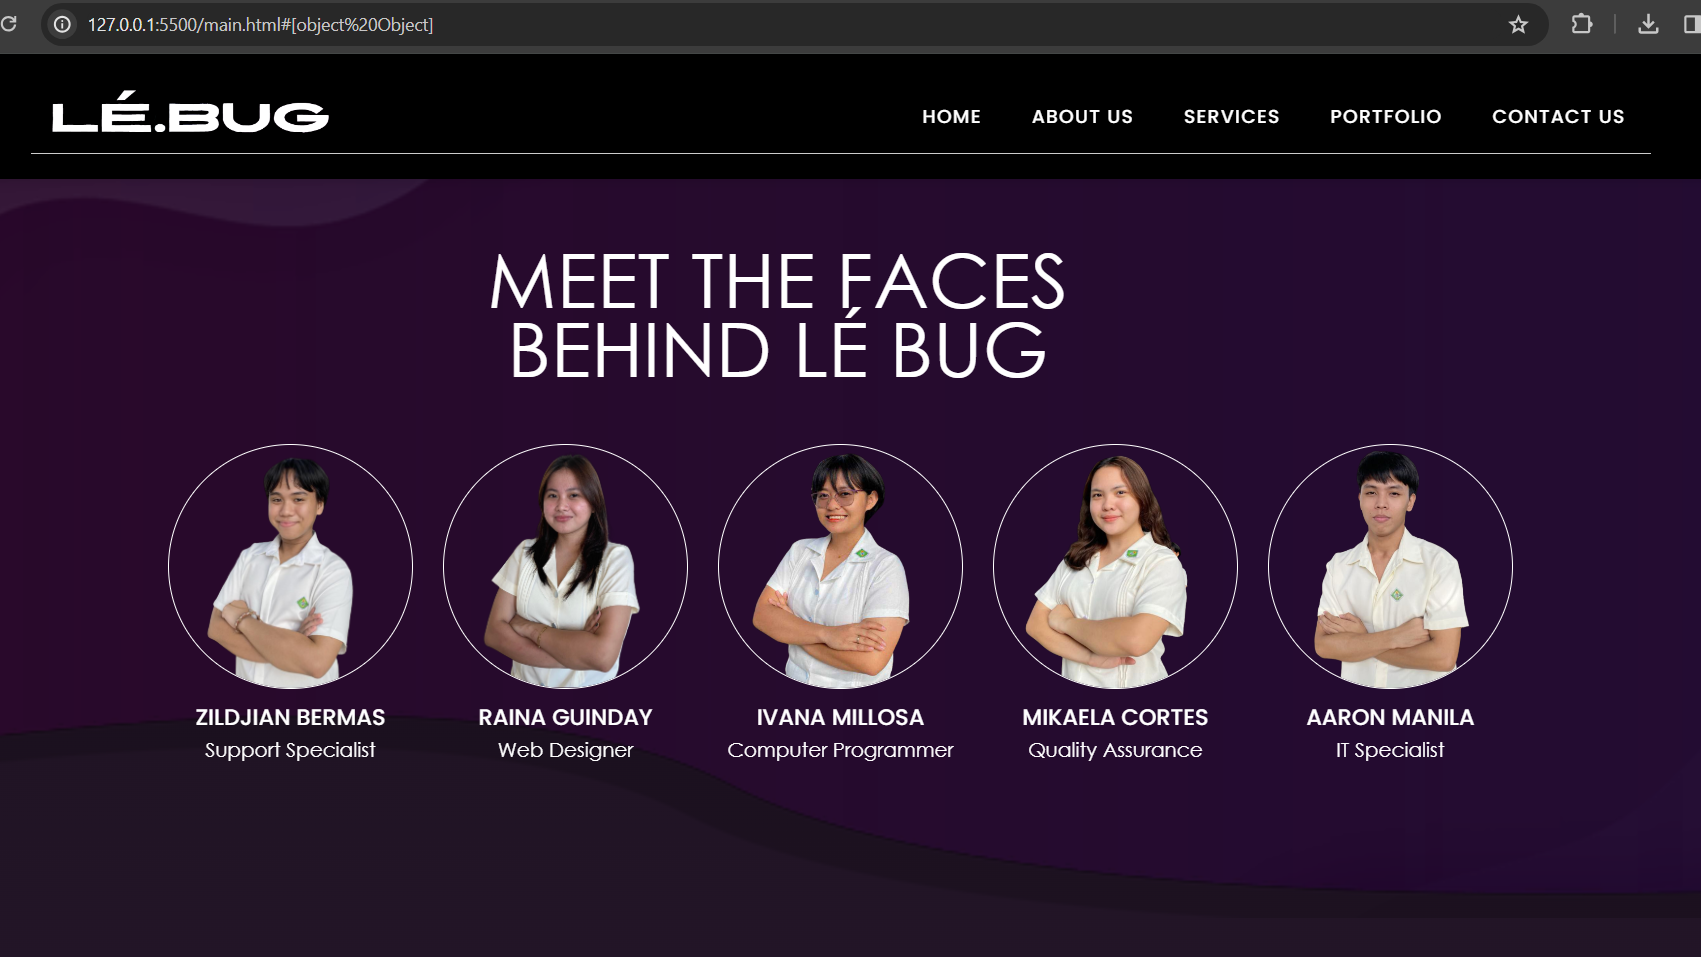 127.0.0.1:5500/main.html#[object%20Object]
LÉ.BUG
HOME ABOUT US SERVICES PORTFOLIO CONTACT US
MEET THE FACES
BEHIND LÉ BUG
ZILDJIAN BERMAS
Support Specialist
RAINA GUINDAY
Web Designer
IVANA MILLOSA
Computer Programmer
MIKAELA CORTES
Quality Assurance
AARON MANILA
IT Specialist